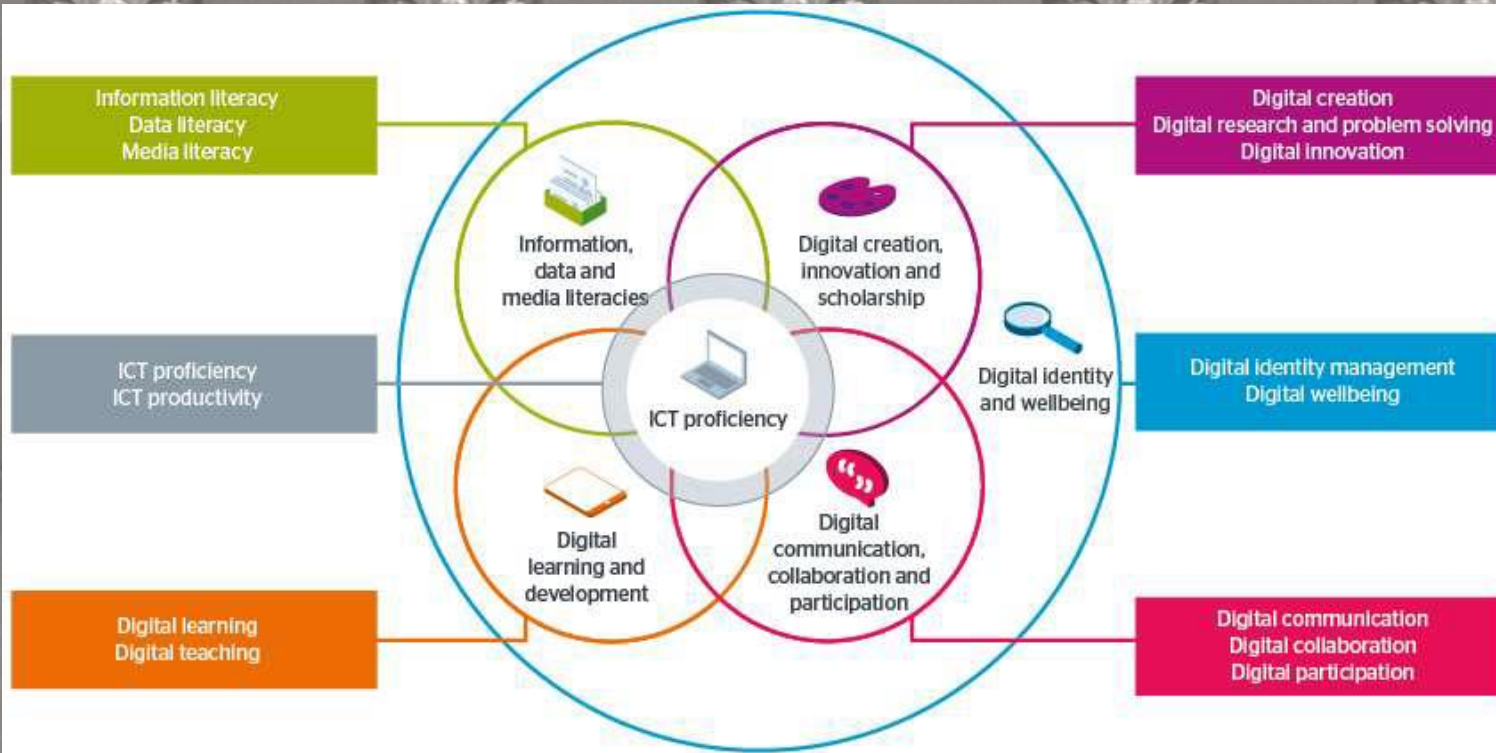 Information literacy
Data literacy
Media literacy
Digital creation
Digital research and problem solving
Digital innovation
Information,
data and
media literacies
Digital creation,
innovation and
scholarship
ICT proficiency
ICT productivity
ICT proficiency
Digital identity
and wellbeing
Digital identity management
Digital wellbeing
Digital
learning and
development
Digital
communication,
collaboration and
participation
Digital learning
Digital teaching
Digital communication
Digital collaboration
Digital participation